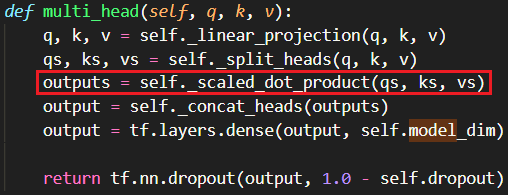 def multi_head(self, q, k, v):
    q, k, v = self._linear_projection(q, k, v)
    qs, ks, vs = self._split_heads(q, k, v)
    outputs = self._scaled_dot_product(qs, ks, vs)
    output = self._concat_heads(outputs)
    output = tf.layers.dense(output, self.model_dim)
    return tf.nn.dropout(output, 1.0 - self.dropout)